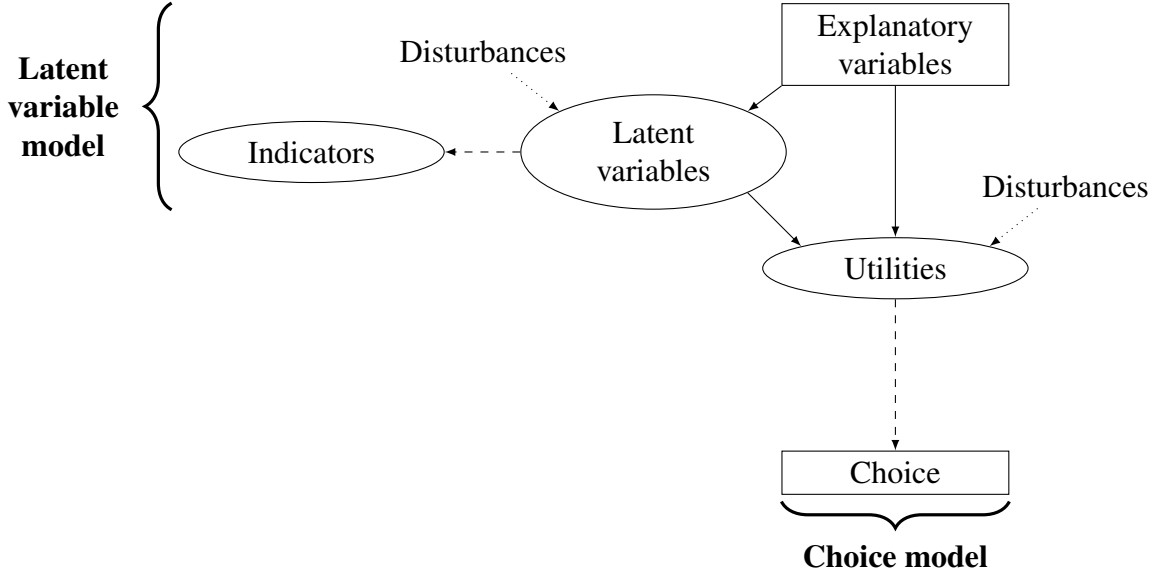 Explanatory
variables
Disturbances
Latent
variable
model
Indicators
Latent
variables
Disturbances
Utilities
Choice
Choice model